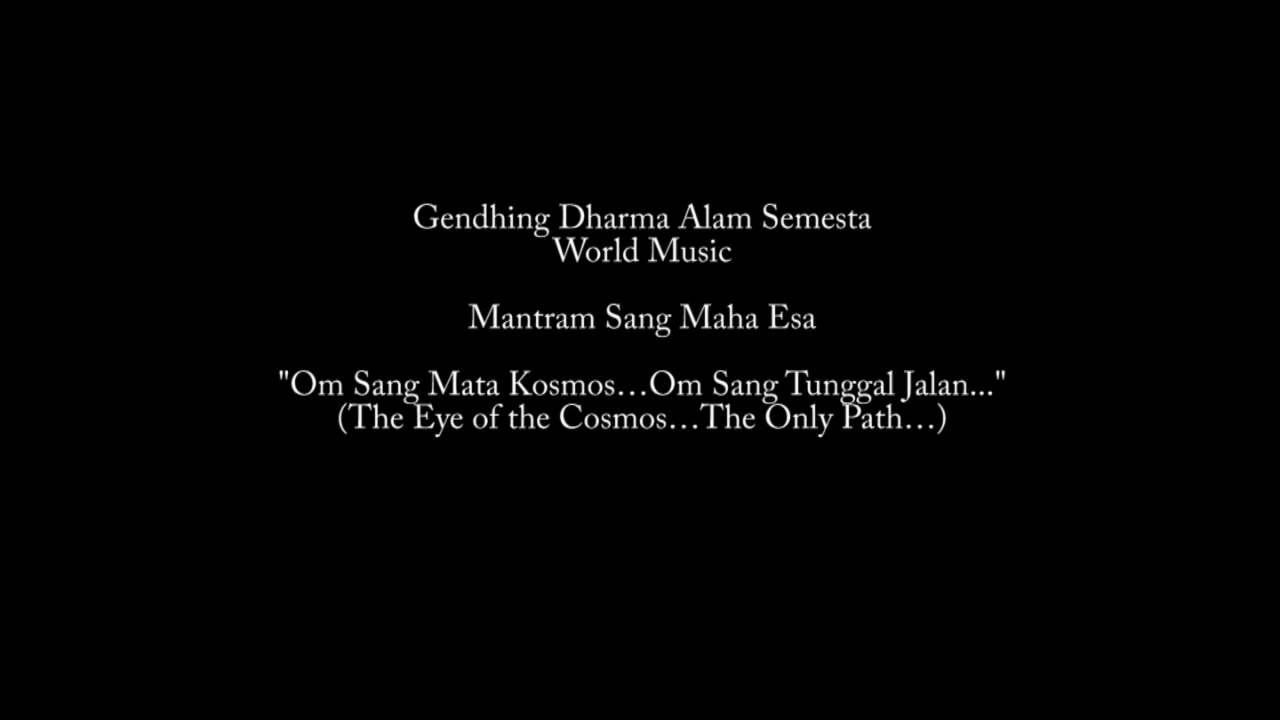 Gendhing Dharma Alam Semesta
World Music
Mantram Sang Maha Esa
"Om Sang Mata Kosmos…Om Sang Tunggal Jalan..."
(The Eye of the Cosmos…The Only Path…)